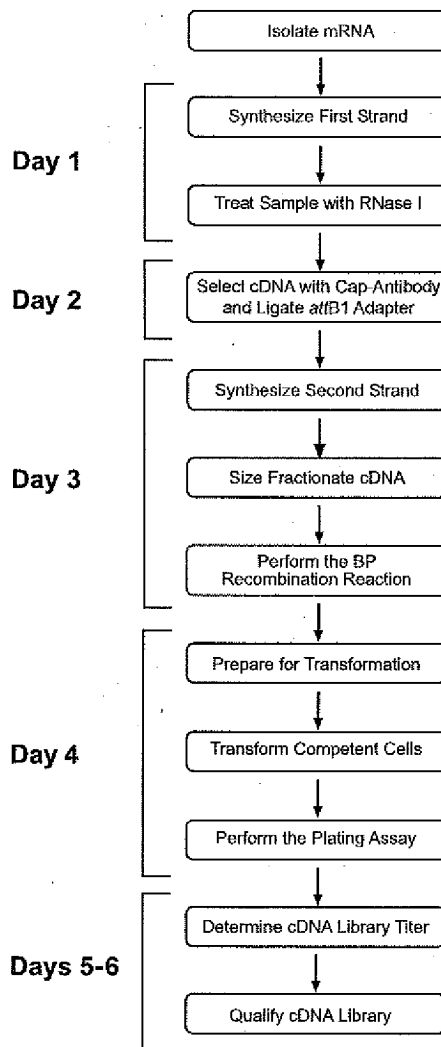 Isolate mRNA
Day 1
Synthesize First Strand
Treat Sample with RNase I
Day 2
Select cDNA with Cap-Antibody
and Ligate attB1 Adapter
Day 3
Synthesize Second Strand
Size Fractionate cDNA
Perform the BP
Recombination Reaction
Day 4
Prepare for Transformation
Transform Competent Cells
Perform the Plating Assay
Days 5-6
Determine cDNA Library Titer
Qualify cDNA Library